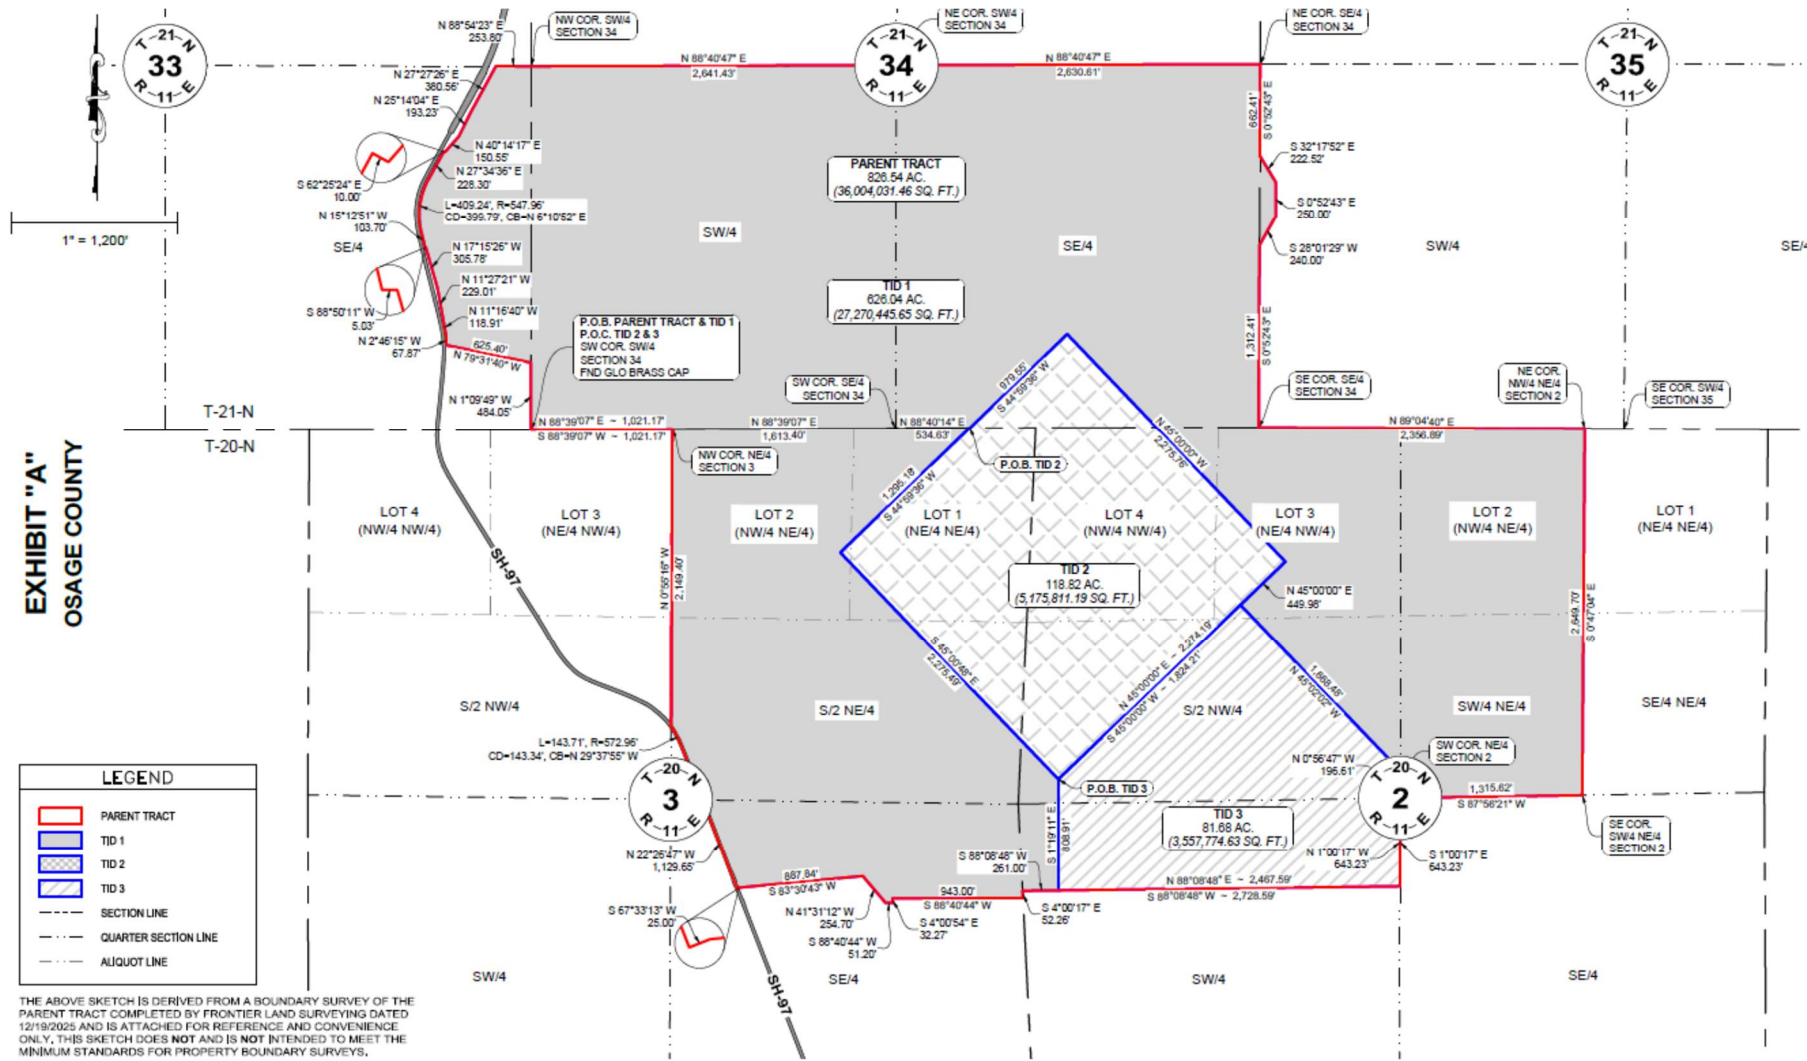 N 88°54'23" E
253.80'
NW COR. SW/4
SECTION 34
NE COR. SW/4
SECTION 34
NE COR. SE/4
SECTION 34
T-21-N
33
R-11-E
T-21-N
34
R-11-E
T-21-N
35
R-11-E
N 88°40'47" E
2,641.43'
N 88°40'47" E
2,630.61'
N 27°27'26" E
380.56'
N 25°14'04" E
193.23'
N 40°14'17" E
150.55'
N 27°34'36" E
228.30'
S 62°25'24" E
10.00'
L=409.24', R=547.96'
CD=399.79', CB=N 6°10'52" E
N 15°12'51" W
103.70'
N 17°15'26" W
305.78'
N 11°27'21" W
229.01'
S 88°50'11" W
5.03'
N 11°16'40" W
118.91'
N 2°46'15" W
67.87'
625.40'
N 79°31'40" W
N 1°09'49" W
484.05'
1" = 1,200'
SE/4
SW/4
SE/4
SW/4
SE/4
PARENT TRACT
826.54 AC.
(36,004,031.46 SQ. FT.)
TID 1
626.04 AC.
(27,270,445.65 SQ. FT.)
662.41'
S 0°52'43" E
S 32°17'52" E
222.52'
S 0°52'43" E
250.00'
S 28°01'29" W
240.00'
1,312.41'
S 0°52'43" E
P.O.B. PARENT TRACT & TID 1
P.O.C. TID 2 & 3
SW COR. SW/4
SECTION 34
FND GLO BRASS CAP
SW COR. SE/4
SECTION 34
SE COR. SE/4
SECTION 34
NE COR.
NW/4 NE/4
SECTION 2
SE COR. SW/4
SECTION 35
T-21-N
T-20-N
N 88°39'07" E ~ 1,021.17'
S 88°39'07" W ~ 1,021.17'
N 88°39'07" E
1,613.40'
N 88°40'14" E
534.63'
N 89°04'40" E
2,356.89'
979.55'
S 44°59'36" W
N 45°00'00" W
2,275.76'
NW COR. NE/4
SECTION 3
P.O.B. TID 2
1,295.18'
S 44°59'36" W
EXHIBIT "A"
OSAGE COUNTY
LOT 4
(NW/4 NW/4)
LOT 3
(NE/4 NW/4)
LOT 2
(NW/4 NE/4)
LOT 1
(NE/4 NE/4)
LOT 4
(NW/4 NW/4)
LOT 3
(NE/4 NW/4)
LOT 2
(NW/4 NE/4)
LOT 1
(NE/4 NE/4)
SH-97
N 0°56'16" W
2,149.40'
TID 2
118.82 AC.
(5,175,811.19 SQ. FT.)
N 45°00'00" E
449.98'
2,649.70'
S 0°47'04" E
S 45°00'48" E
2,275.49'
N 45°00'00" E ~ 2,274.19'
S 45°00'00" W ~ 1,824.21'
1,668.48'
N 45°02'02" W
S/2 NW/4
S/2 NE/4
S/2 NW/4
SW/4 NE/4
SE/4 NE/4
L=143.71', R=572.96'
CD=143.34', CB=N 29°37'55" W
N 0°56'47" W
196.61'
SW COR. NE/4
SECTION 2
T-20-N
3
R-11-E
T-20-N
2
R-11-E
P.O.B. TID 3
1,315.62'
S 87°56'21" W
SE COR.
SW/4 NE/4
SECTION 2
TID 3
81.68 AC.
(3,557,774.63 SQ. FT.)
S 1°19'11" E
808.91'
N 22°26'47" W
1,129.65'
887.84'
S 83°30'43" W
S 88°08'48" W
261.00'
N 88°08'48" E ~ 2,467.59'
S 88°08'48" W ~ 2,728.59'
N 1°00'17" W
643.23'
S 1°00'17" E
643.23'
S 67°33'13" W
25.00'
N 41°31'12" W
254.70'
943.00'
S 88°40'44" W
S 88°40'44" W
51.20'
S 4°00'54" E
32.27'
S 4°00'17" E
52.26'
SW/4
SH-97
SE/4
SW/4
SE/4
LEGEND
PARENT TRACT
TID 1
TID 2
TID 3
SECTION LINE
QUARTER SECTION LINE
ALIQUOT LINE
THE ABOVE SKETCH IS DERIVED FROM A BOUNDARY SURVEY OF THE
PARENT TRACT COMPLETED BY FRONTIER LAND SURVEYING DATED
12/19/2025 AND IS ATTACHED FOR REFERENCE AND CONVENIENCE
ONLY, THIS SKETCH DOES NOT AND IS NOT INTENDED TO MEET THE
MINIMUM STANDARDS FOR PROPERTY BOUNDARY SURVEYS.